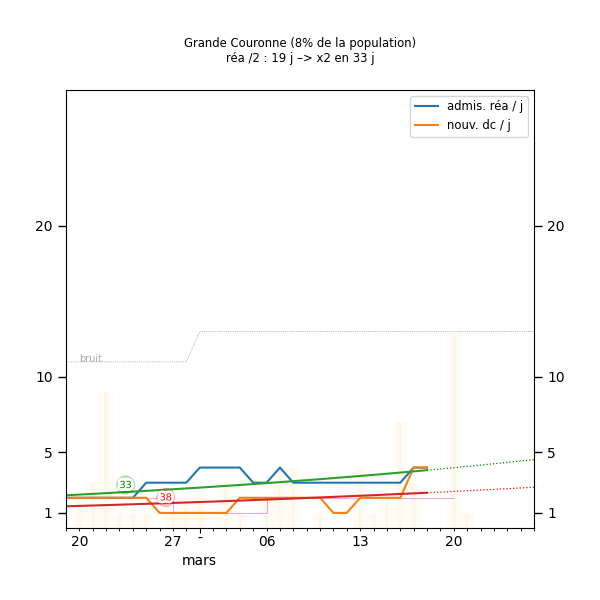 Grande Couronne (8% de la population)
réa /2 : 19 j –> x2 en 33 j
admis. réa / j
nouv. dc / j
20 20
bruit
10 10
5 5
33
38
1 1
20 27 - 06 13 20
mars